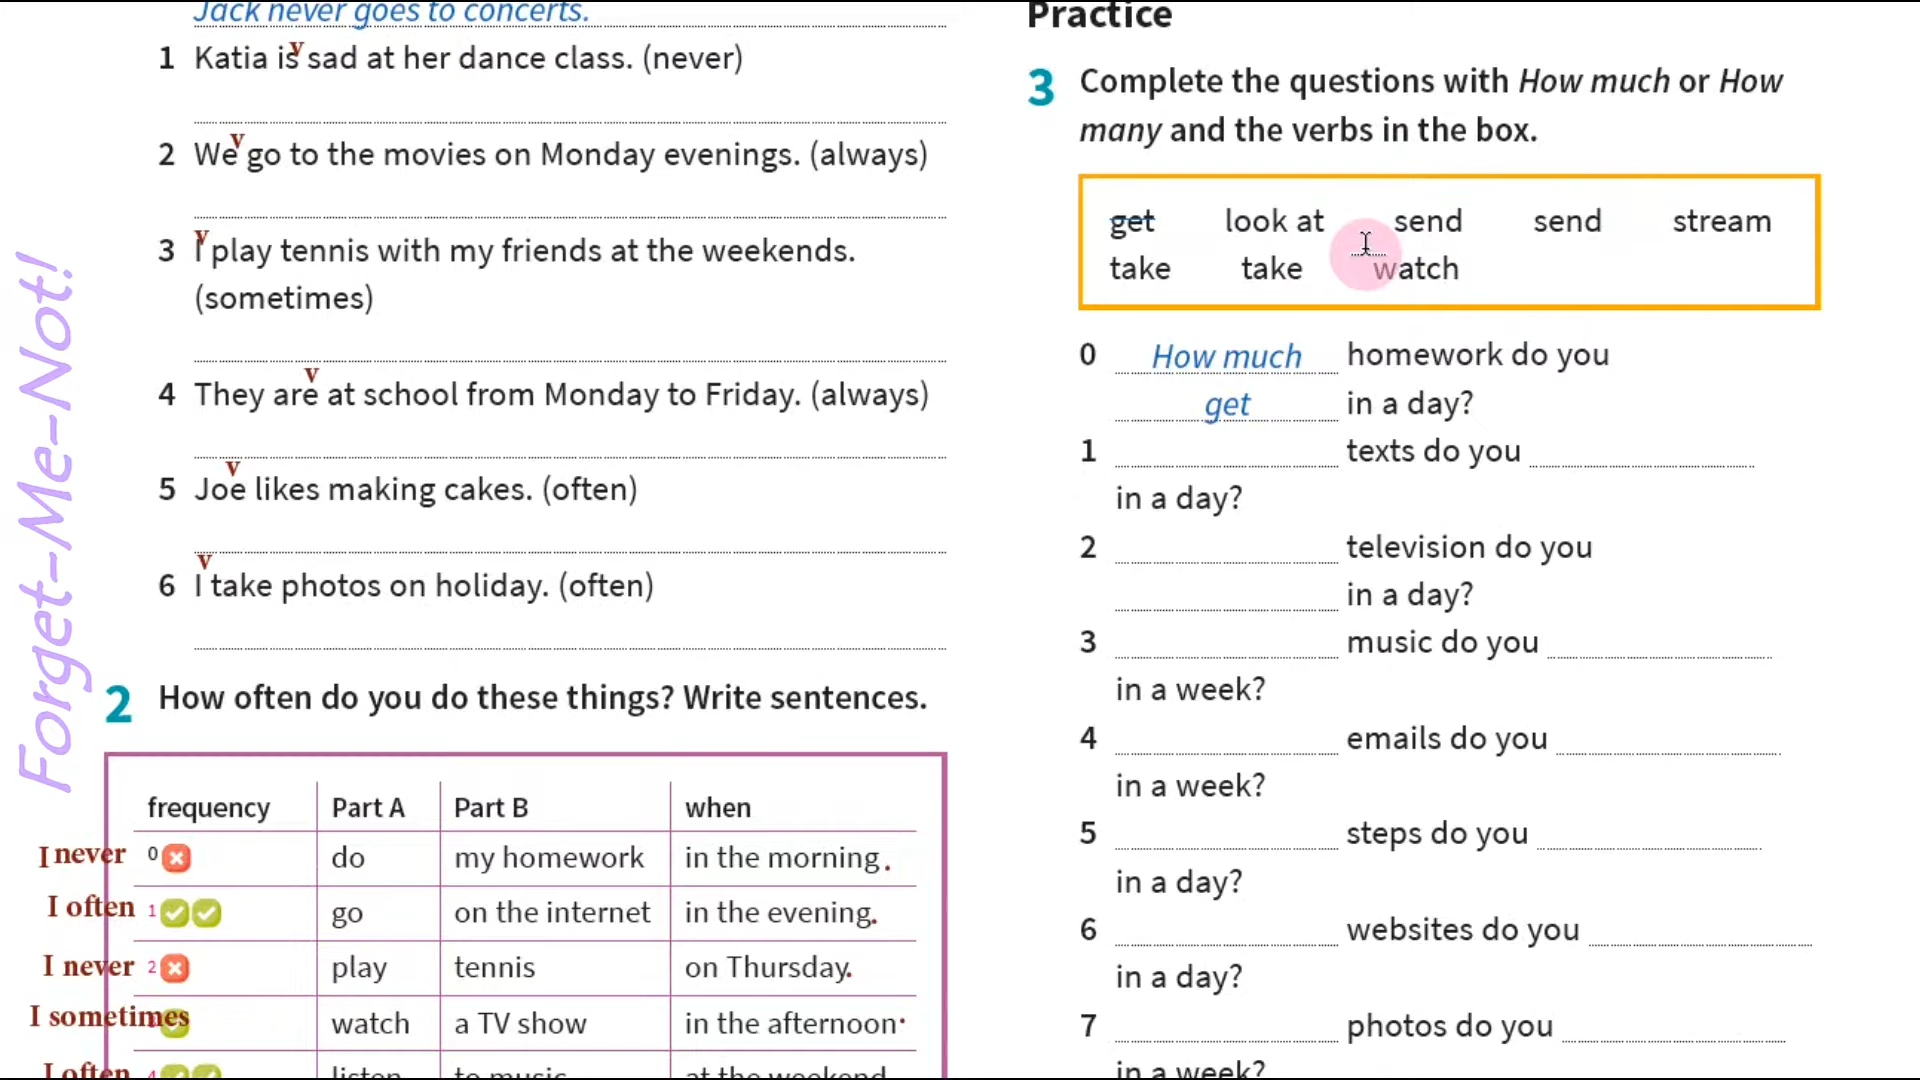 Forget-Me-Not!
Jack never goes to concerts.
1 Katia is sad at her dance class. (never)
v
2 We go to the movies on Monday evenings. (always)
v
3 I play tennis with my friends at the weekends.
v
(sometimes)
4 They are at school from Monday to Friday. (always)
v
5 Joe likes making cakes. (often)
v
6 I take photos on holiday. (often)
v
2 How often do you do these things? Write sentences.
frequency Part A Part B when
I never 0 do my homework in the morning.
I often 1 go on the internet in the evening.
I never 2 play tennis on Thursday.
I sometimes watch a TV show in the afternoon.
I often 4 listen to music at the weekend
Practice
3 Complete the questions with How much or How
many and the verbs in the box.
get look at send send stream
take take watch
0 How much homework do you
get in a day?
1 texts do you
in a day?
2 television do you
in a day?
3 music do you
in a week?
4 emails do you
in a week?
5 steps do you
in a day?
6 websites do you
in a day?
7 photos do you
in a week?